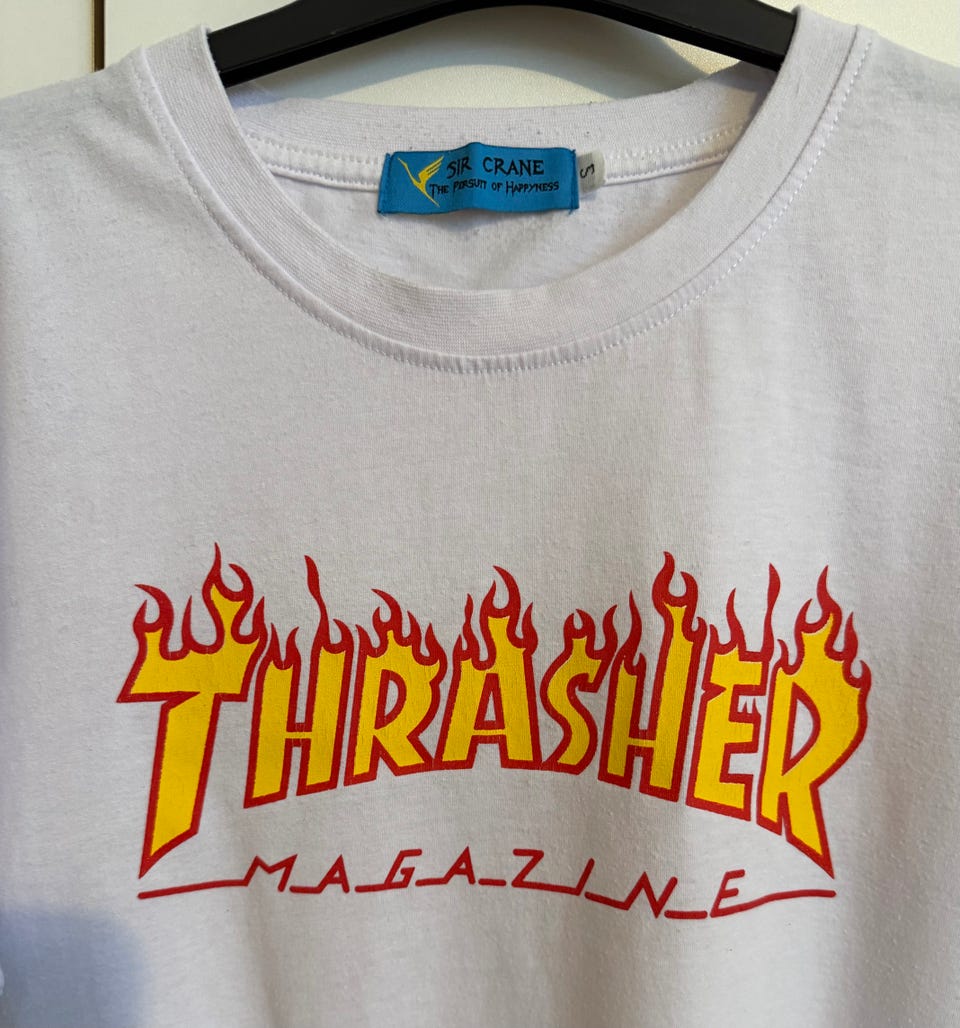 SIR CRANE
THE PURSUIT OF HAPPYNESS
S
THRASHER
MAGAZINE